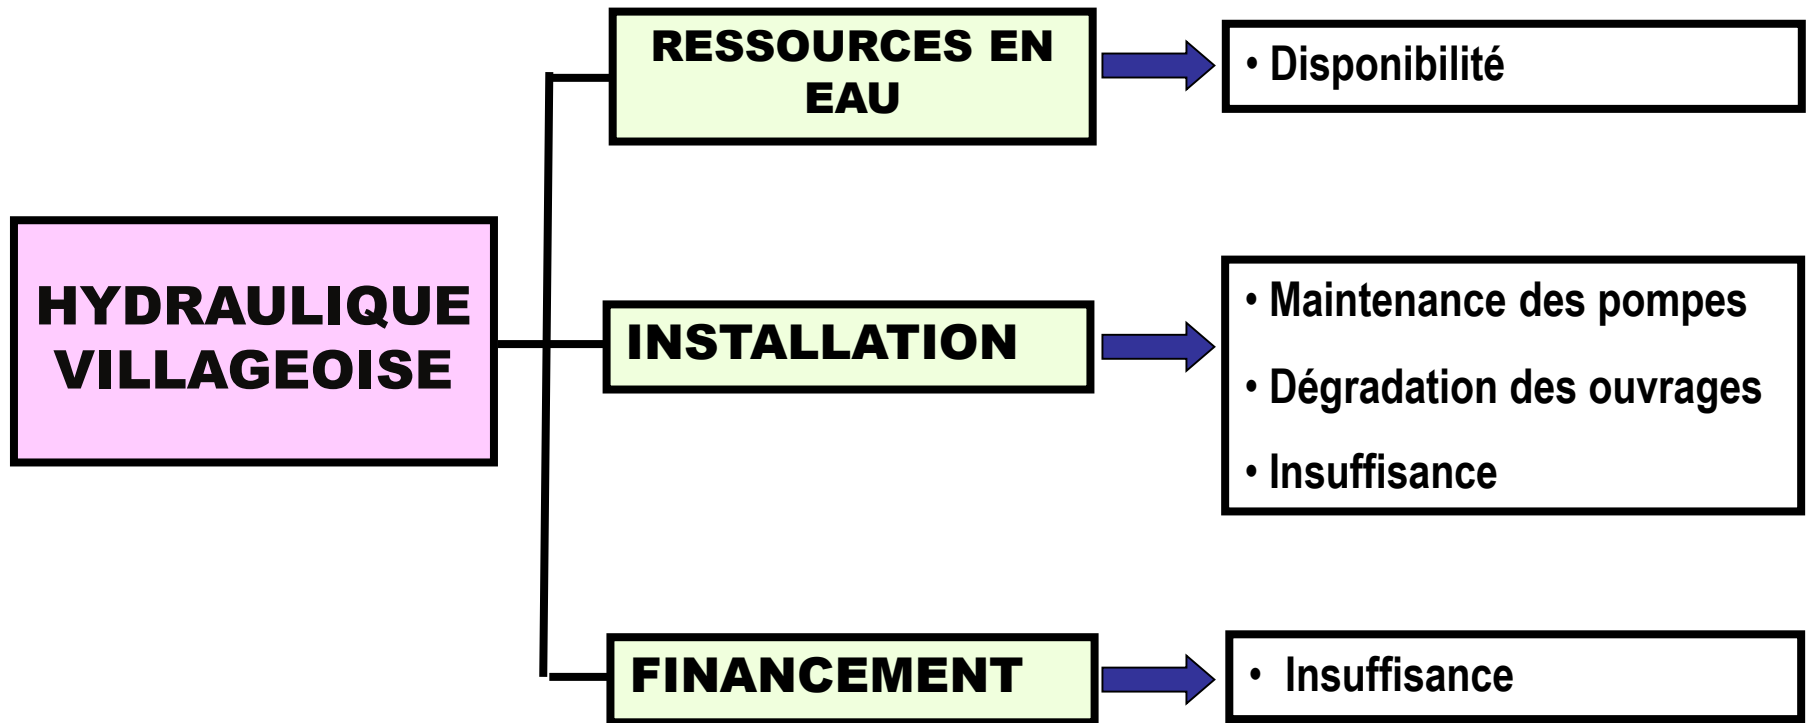 RESSOURCES EN
EAU
• Disponibilité
HYDRAULIQUE
VILLAGEOISE
INSTALLATION
• Maintenance des pompes
• Dégradation des ouvrages
• Insuffisance
FINANCEMENT
• Insuffisance